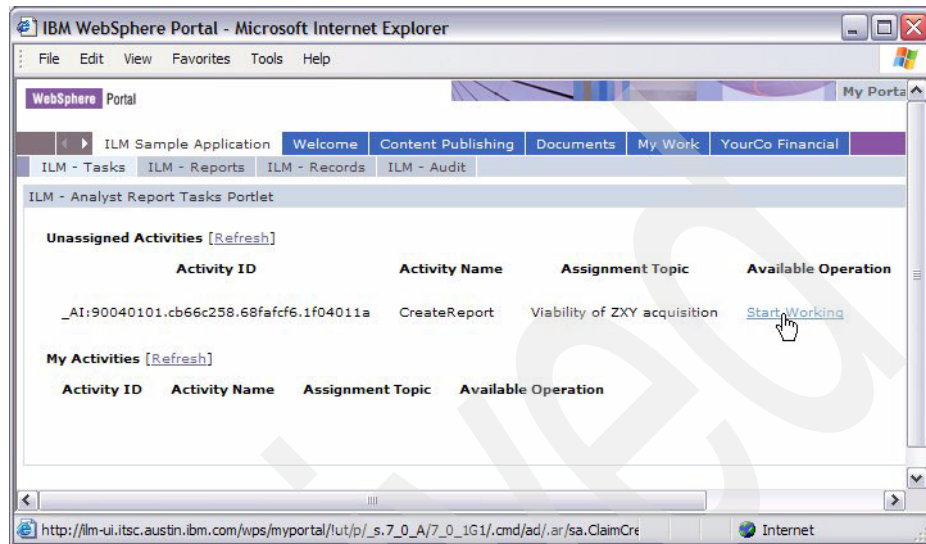 IBM WebSphere Portal - Microsoft Internet Explorer
File Edit View Favorites Tools Help
WebSphere Portal
My Porta
ILM Sample Application Welcome Content Publishing Documents My Work YourCo Financial
ILM - Tasks ILM - Reports ILM - Records ILM - Audit
ILM - Analyst Report Tasks Portlet
Unassigned Activities [Refresh]
Activity ID Activity Name Assignment Topic Available Operation
_AI:90040101.cb66c258.68fafcf6.1f04011a CreateReport Viability of ZXY acquisition Start Working
My Activities [Refresh]
Activity ID Activity Name Assignment Topic Available Operation
http://ilm-ui.itsc.austin.ibm.com/wps/myportal/!ut/p/_s.7_0_A/7_0_1G1/.cmd/ad/.ar/sa.ClaimCre Internet